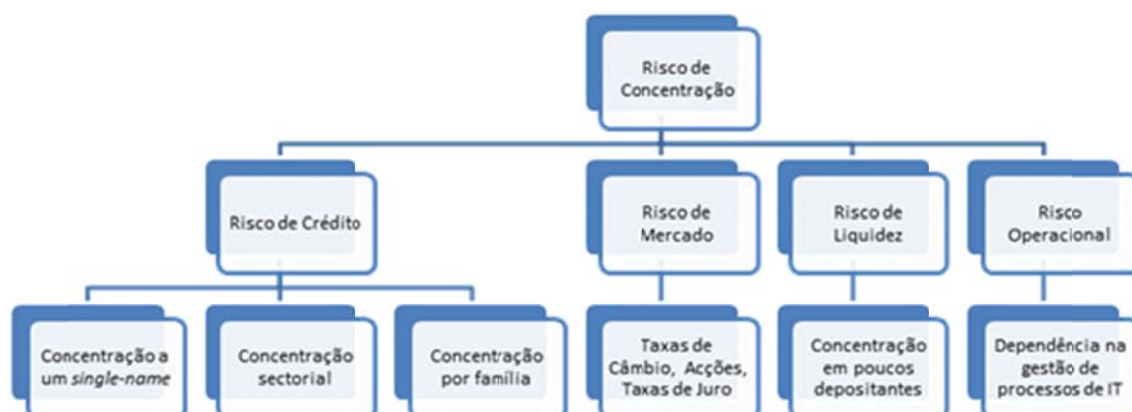 Risco de
Concentração
Risco de Crédito
Risco de
Mercado
Risco de
Liquidez
Risco
Operacional
Concentração a
um single-name
Concentração
sectorial
Concentração
por família
Taxas de
Câmbio, Acções,
Taxas de Juro
Concentração
em poucos
depositantes
Dependência na
gestão de
processos de IT